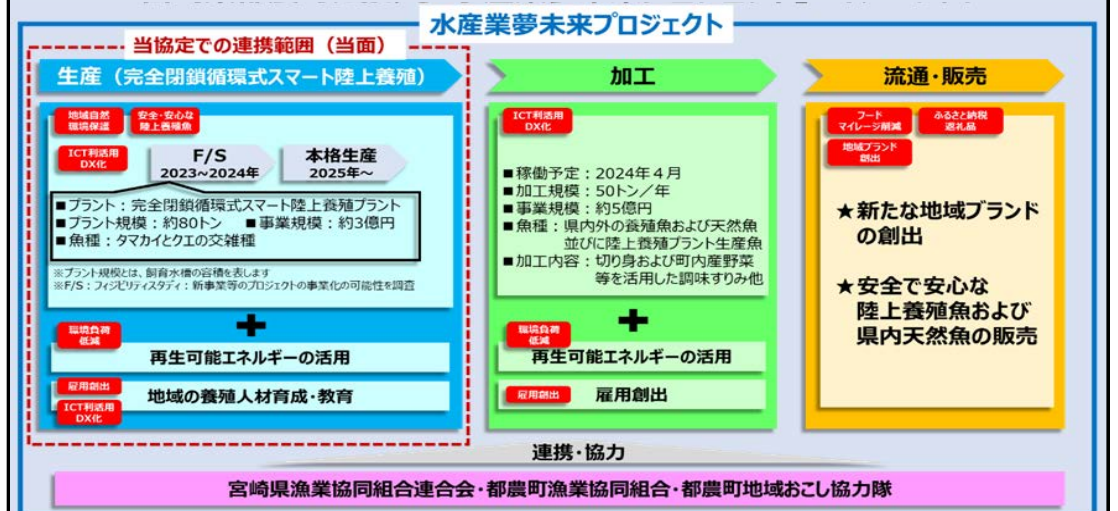 水産業夢未来プロジェクト
当協定での連携範囲（当面）
生産（完全閉鎖循環式スマート陸上養殖）
地域自然
環境保護
安全・安心な
陸上養殖魚
ICT利活用
DX化
F/S
2023~2024年
本格生産
2025年～
■プラント：完全閉鎖循環式スマート陸上養殖プラント
■プラント規模：約80トン ■事業規模：約3億円
■魚種：タマカイとクエの交雑種
※プラント規模とは、飼育水槽の容積を表します
※F/S：フィジビリティスタディ：新事業等のプロジェクトの事業化の可能性を調査
＋
環境負荷
低減
再生可能エネルギーの活用
雇用創出
ICT利活用
DX化
地域の養殖人材育成・教育
加工
ICT利活用
DX化
■稼働予定：2024年４月
■加工規模：50トン／年
■事業規模：約5億円
■魚種：県内外の養殖魚および天然魚
並びに陸上養殖プラント生産魚
■加工内容：切り身および町内産野菜
等を活用した調味すりみ他
＋
環境負荷
低減
再生可能エネルギーの活用
雇用創出
雇用創出
流通・販売
フード
マイレージ削減
ふるさと納税
返礼品
地域ブランド
創出
★新たな地域ブランド
の創出
★安全で安心な
陸上養殖魚および
県内天然魚の販売
連携・協力
宮崎県漁業協同組合連合会・都農町漁業協同組合・都農町地域おこし協力隊